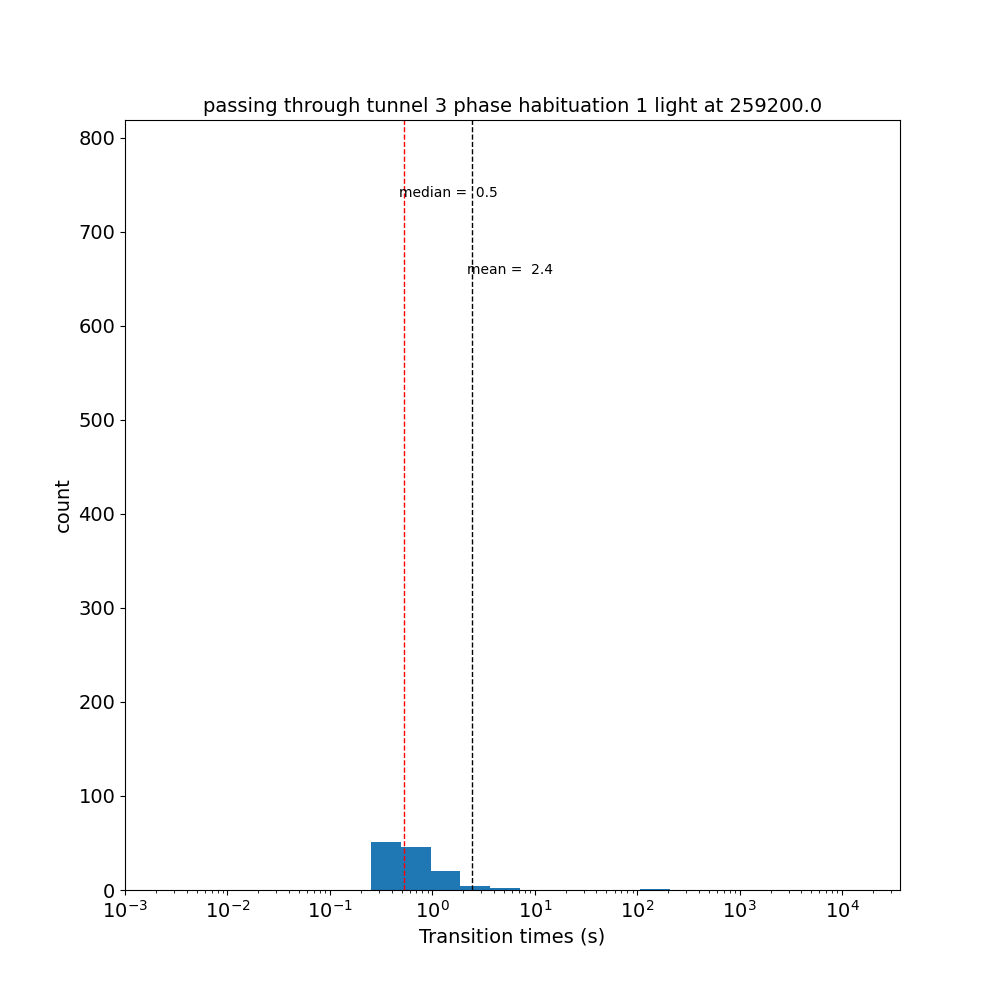 passing through tunnel 3 phase habituation 1 light at 259200.0
800
median = 0.5
700
mean = 2.4
600
500
count
400
300
200
100
0
10⁻³ 10⁻² 10⁻¹ 10⁰ 10¹ 10² 10³ 10⁴
Transition times (s)